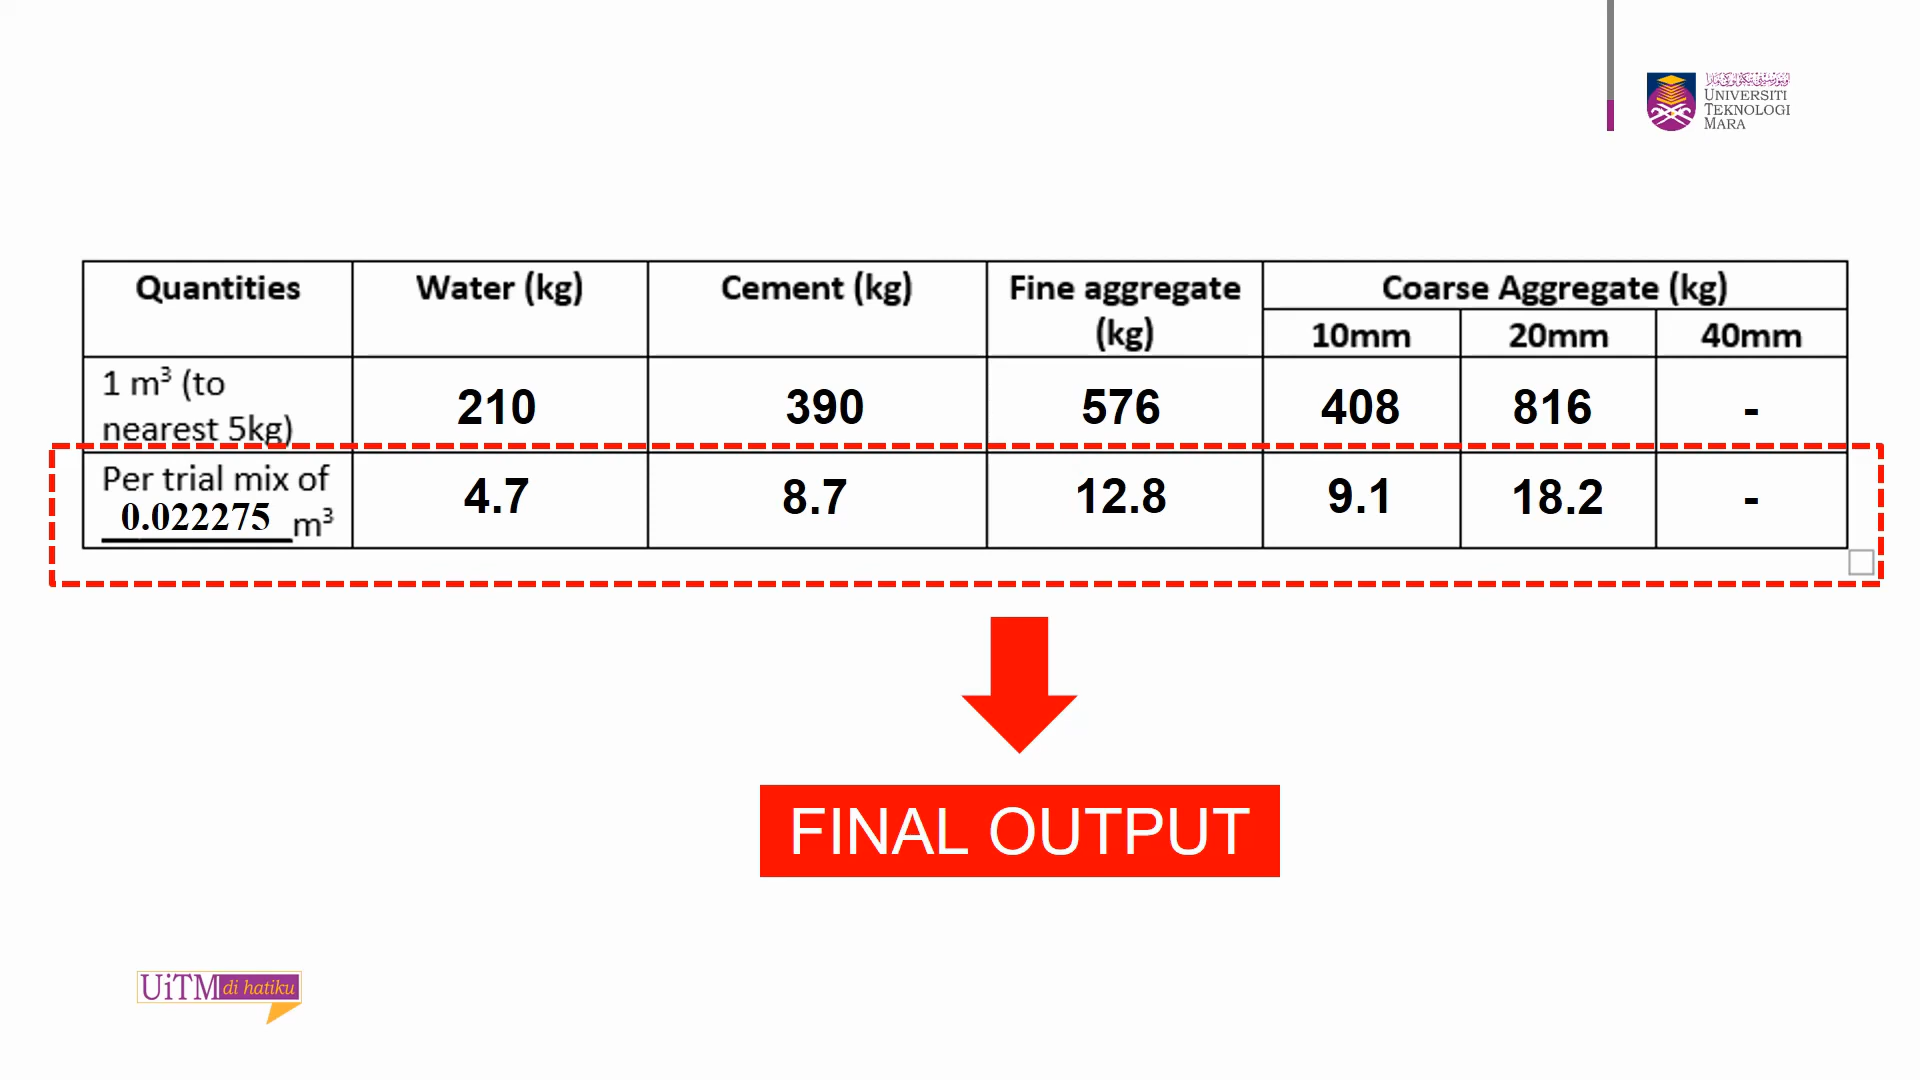 UNIVERSITI
TEKNOLOGI
MARA
Quantities Water (kg) Cement (kg) Fine aggregate (kg) Coarse Aggregate (kg)
10mm 20mm 40mm
1 m³ (to nearest 5kg) 210 390 576 408 816 -
Per trial mix of 0.022275 m³ 4.7 8.7 12.8 9.1 18.2 -
FINAL OUTPUT
UiTM di hatiku